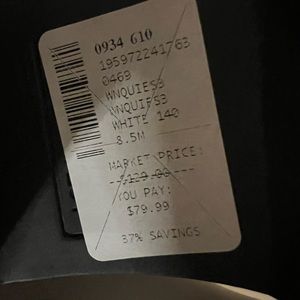 0934 610
195972241763
0469
WNQUIES3
WNQUIES3
WHITE 140
8.5M
MARKET PRICE:
$129.00
YOU PAY:
$79.99
37% SAVINGS